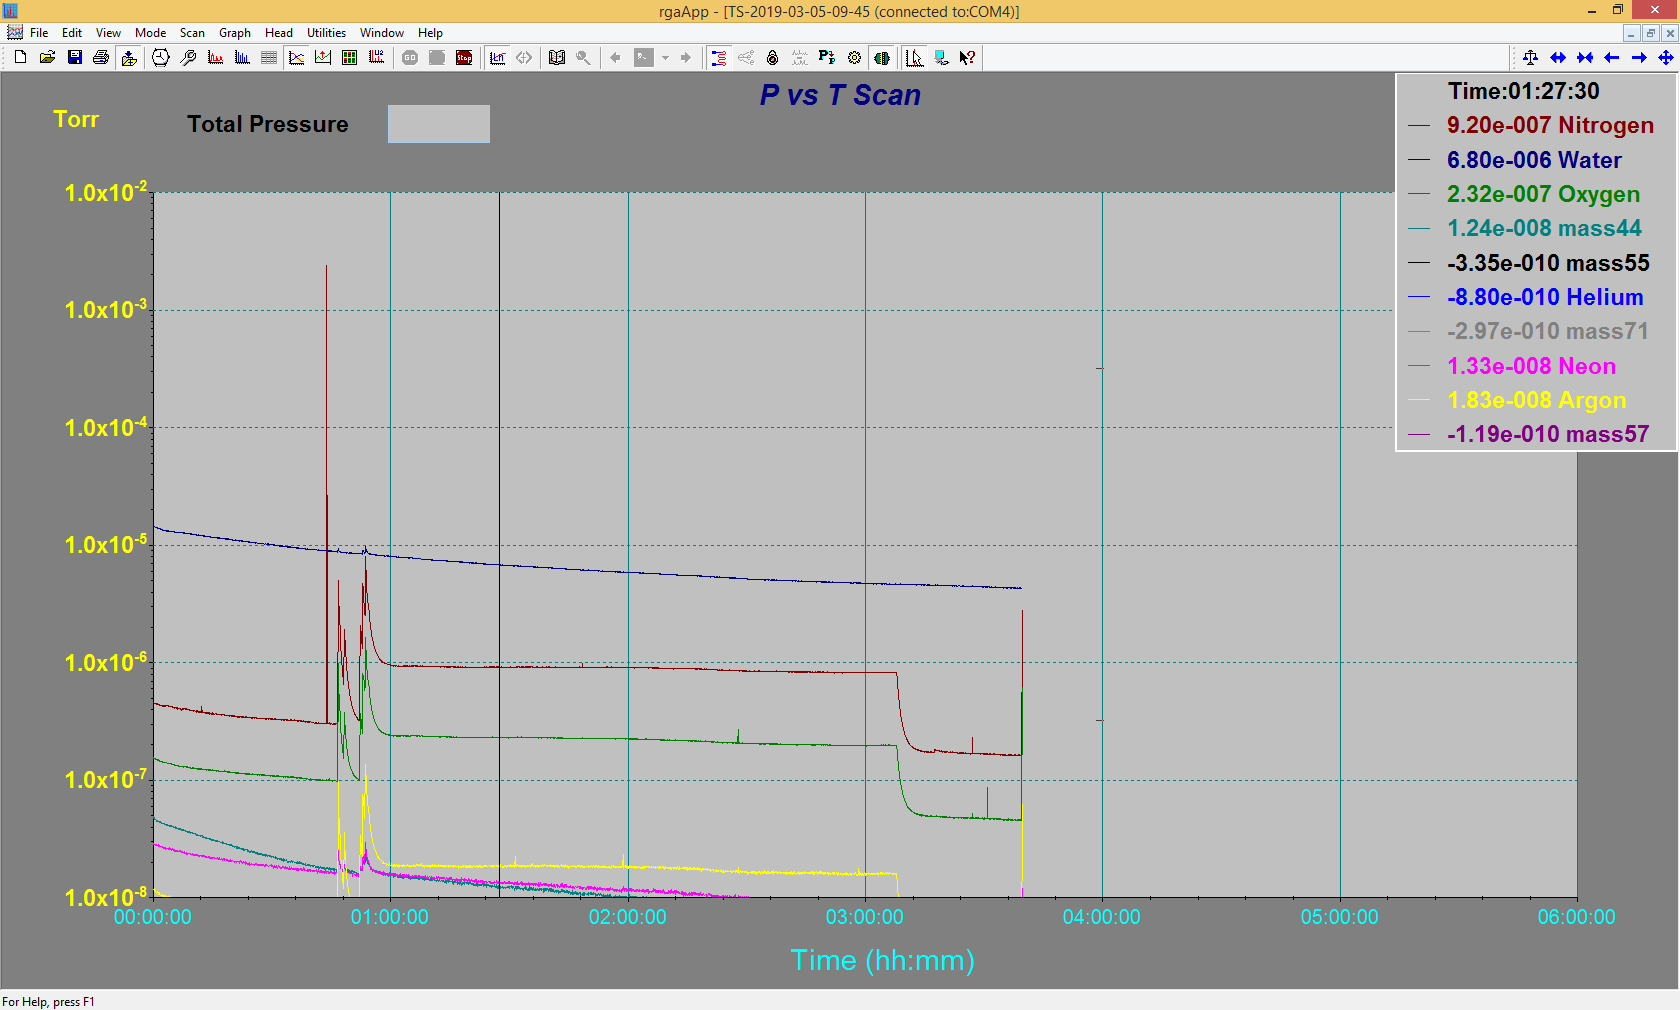 rgaApp - [TS-2019-03-05-09-45 (connected to:COM4)]
File Edit View Mode Scan Graph Head Utilities Window Help
GO Stop
P vs T Scan
Torr
Total Pressure
Time:01:27:30
9.20e-007 Nitrogen
6.80e-006 Water
2.32e-007 Oxygen
1.24e-008 mass44
-3.35e-010 mass55
-8.80e-010 Helium
-2.97e-010 mass71
1.33e-008 Neon
1.83e-008 Argon
-1.19e-010 mass57
1.0x10-2
1.0x10-3
1.0x10-4
1.0x10-5
1.0x10-6
1.0x10-7
1.0x10-8
00:00:00 01:00:00 02:00:00 03:00:00 04:00:00 05:00:00 06:00:00
Time (hh:mm)
For Help, press F1